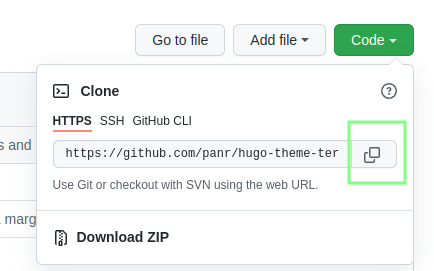 Go to file Add file Code
Clone
HTTPS SSH GitHub CLI
s and
https://github.com/panr/hugo-theme-ter
Use Git or checkout with SVN using the web URL.
marg
Download ZIP